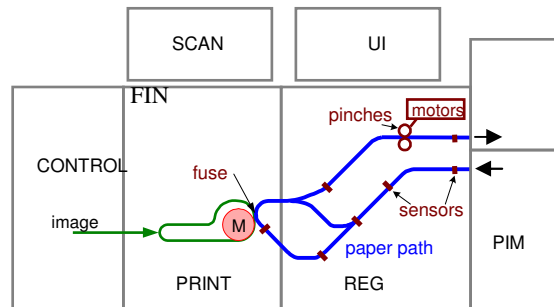 SCAN
UI
FIN
pinches
motors
CONTROL
fuse
sensors
image
M
paper path
PIM
PRINT
REG